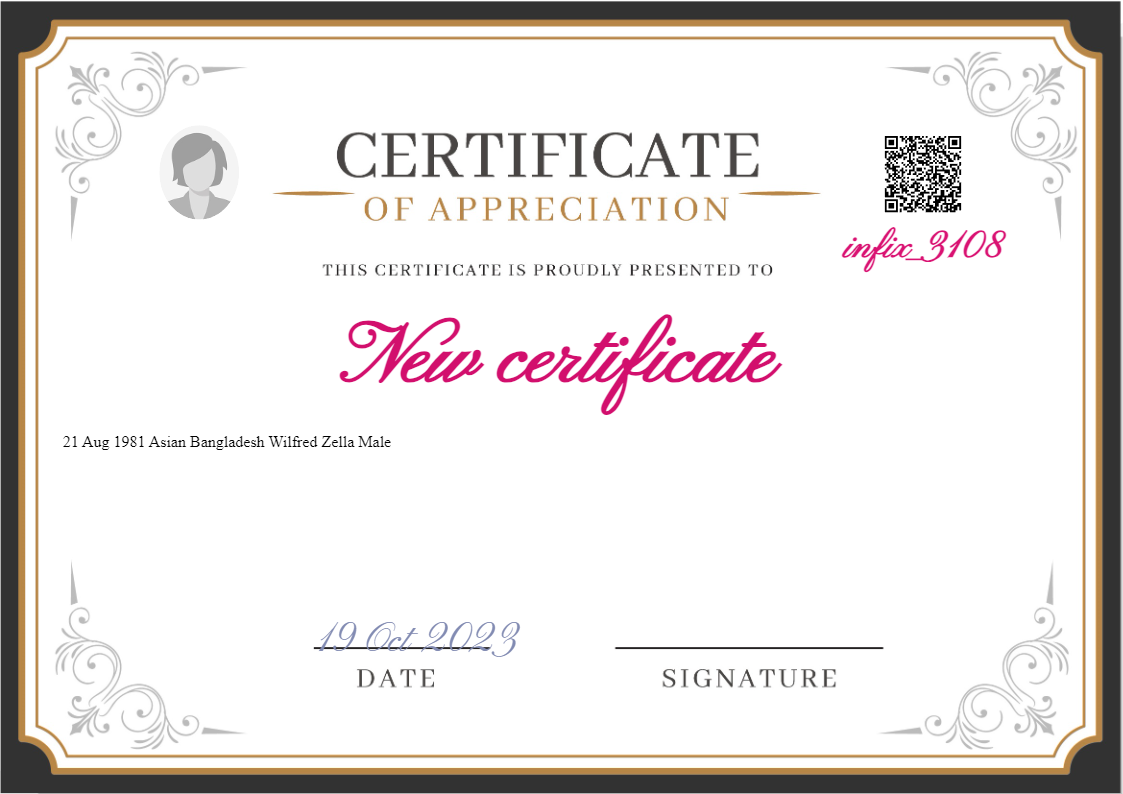 CERTIFICATE
OF APPRECIATION
infix_3108
THIS CERTIFICATE IS PROUDLY PRESENTED TO
New certificate
21 Aug 1981 Asian Bangladesh Wilfred Zella Male
19 Oct 2023
DATE
SIGNATURE